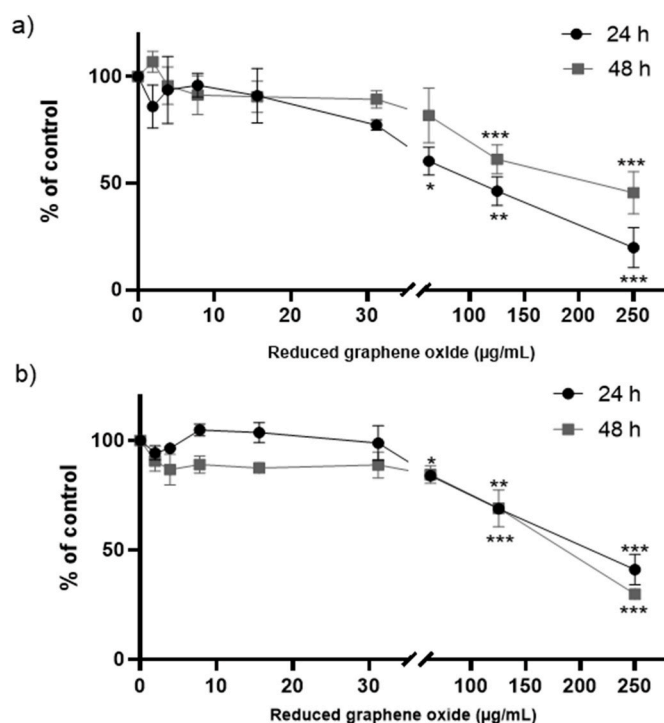 a)
24 h
48 h
100
50
0
% of control
***
***
*
**
***
0 10 20 30 100 150 200 250
Reduced graphene oxide (µg/mL)
b)
24 h
48 h
100
50
0
% of control
*
**
***
***
***
0 10 20 30 100 150 200 250
Reduced graphene oxide (µg/mL)